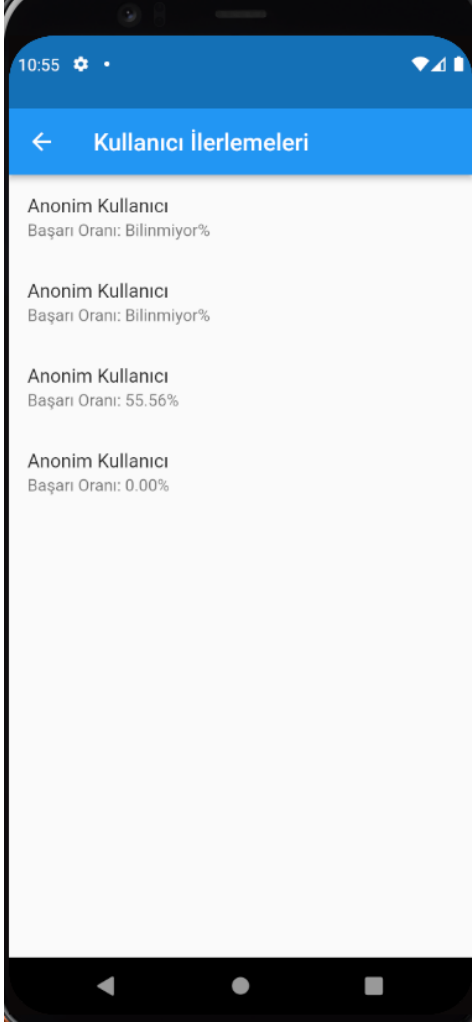 10:55
Kullanıcı İlerlemeleri
Anonim Kullanıcı
Başarı Oranı: Bilinmiyor%
Anonim Kullanıcı
Başarı Oranı: Bilinmiyor%
Anonim Kullanıcı
Başarı Oranı: 55.56%
Anonim Kullanıcı
Başarı Oranı: 0.00%